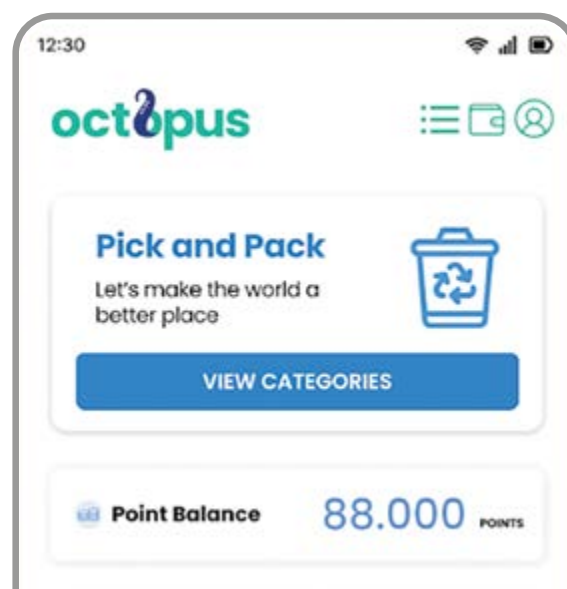 12:30
octopus
Pick and Pack
Let's make the world a
better place
VIEW CATEGORIES
Point Balance 88.000 POINTS